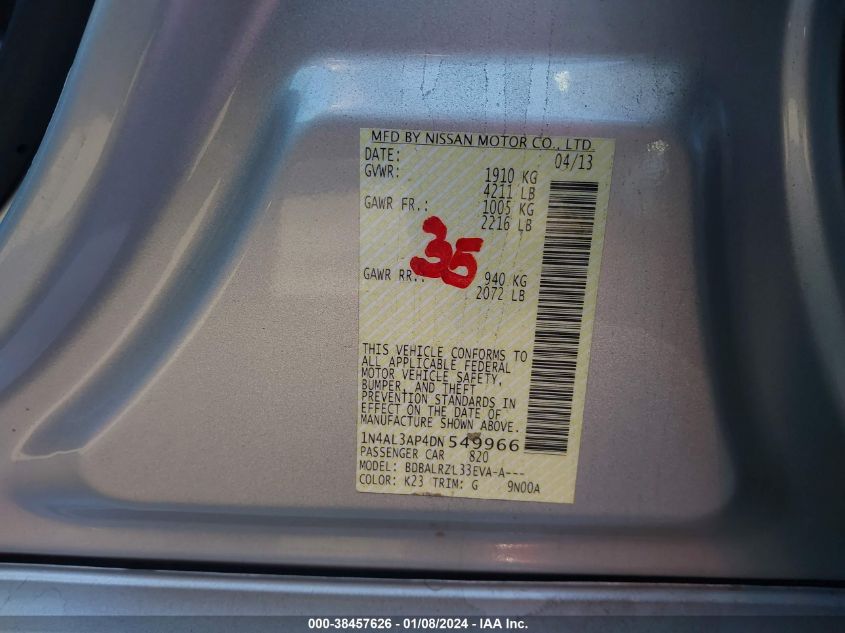 MFD BY NISSAN MOTOR CO., LTD.
DATE: 04/13
GVWR: 1910 KG
4211 LB
GAWR FR.: 1005 KG
2216 LB
35
GAWR RR.: 940 KG
2072 LB
THIS VEHICLE CONFORMS TO
ALL APPLICABLE FEDERAL
MOTOR VEHICLE SAFETY,
BUMPER, AND THEFT
PREVENTION STANDARDS IN
EFFECT ON THE DATE OF
MANUFACTURE SHOWN ABOVE.
1N4AL3AP4DN 549966
PASSENGER CAR 820
MODEL: BDBALRZL33EVA-A---
COLOR: K23 TRIM: G 9N00A
000-38457626 - 01/08/2024 - IAA Inc.